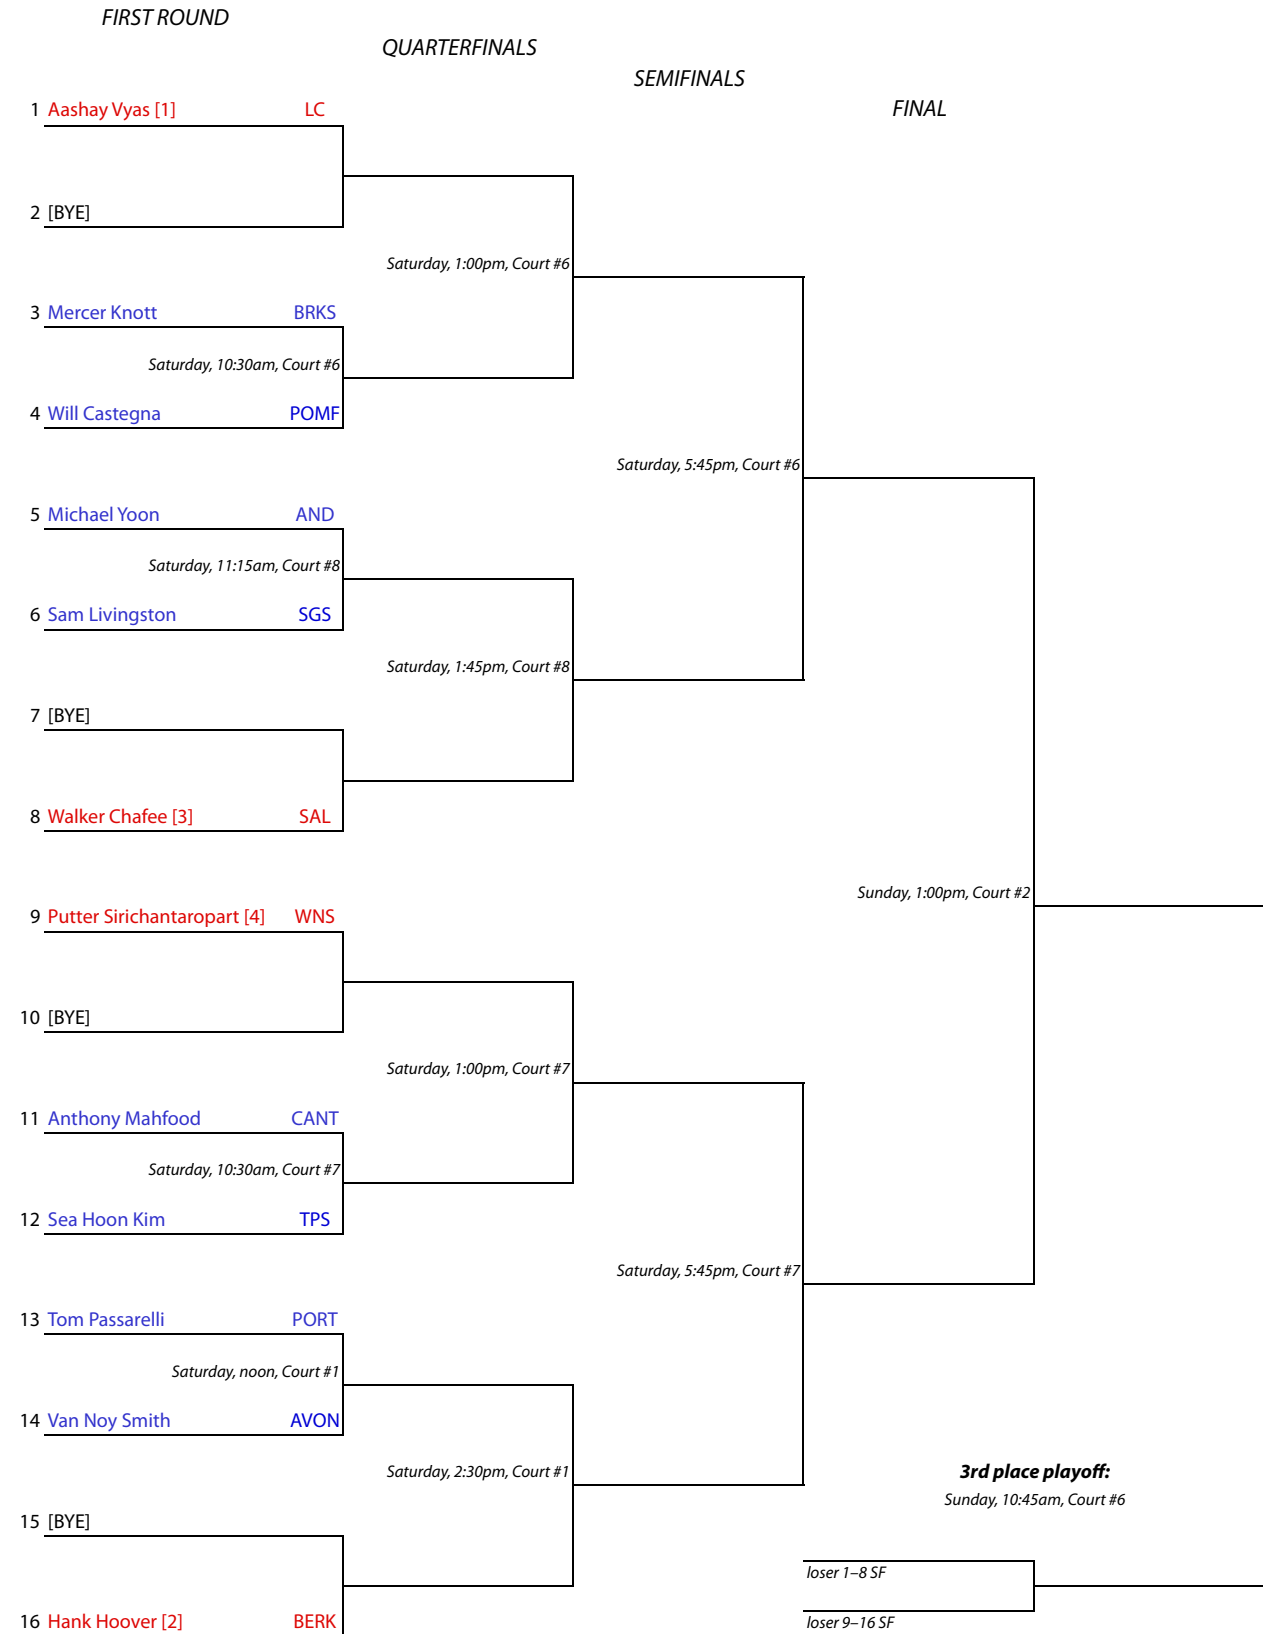 FIRST ROUND
QUARTERFINALS
SEMIFINALS
FINAL
1 Aashay Vyas [1] LC
2 [BYE]
Saturday, 1:00pm, Court #6
3 Mercer Knott BRKS
Saturday, 10:30am, Court #6
4 Will Castegna POMF
Saturday, 5:45pm, Court #6
5 Michael Yoon AND
Saturday, 11:15am, Court #8
6 Sam Livingston SGS
Saturday, 1:45pm, Court #8
7 [BYE]
8 Walker Chafee [3] SAL
Sunday, 1:00pm, Court #2
9 Putter Sirichantaropart [4] WNS
10 [BYE]
Saturday, 1:00pm, Court #7
11 Anthony Mahfood CANT
Saturday, 10:30am, Court #7
12 Sea Hoon Kim TPS
Saturday, 5:45pm, Court #7
13 Tom Passarelli PORT
Saturday, noon, Court #1
14 Van Noy Smith AVON
Saturday, 2:30pm, Court #1
3rd place playoff:
Sunday, 10:45am, Court #6
15 [BYE]
loser 1–8 SF
16 Hank Hoover [2] BERK
loser 9–16 SF